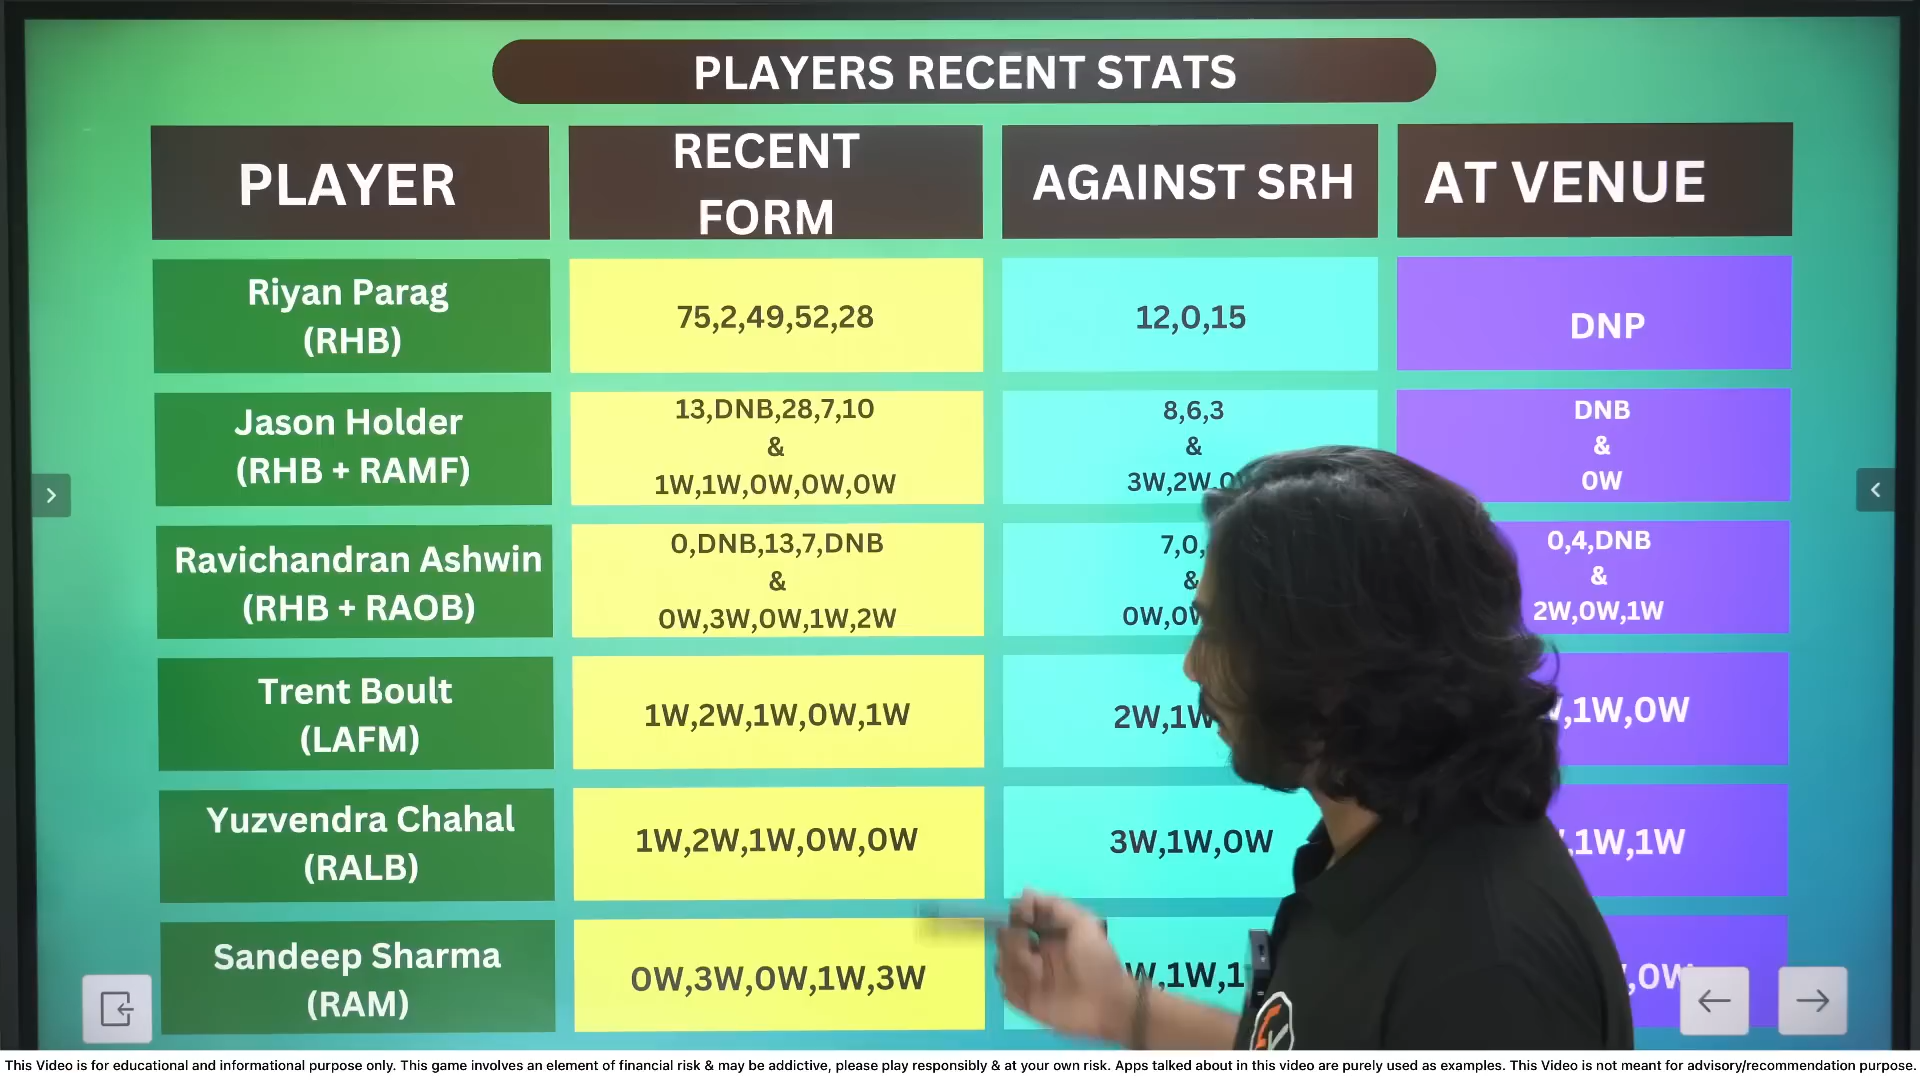 PLAYERS RECENT STATS
PLAYER
RECENT
FORM
AGAINST SRH
AT VENUE
Riyan Parag
(RHB)
75,2,49,52,28
12,0,15
DNP
Jason Holder
(RHB + RAMF)
13,DNB,28,7,10
&
1W,1W,0W,0W,0W
8,6,3
&
3W,2W,0
DNB
&
0W
Ravichandran Ashwin
(RHB + RAOB)
0,DNB,13,7,DNB
&
0W,3W,0W,1W,2W
7,0,
&
0W,0W
0,4,DNB
&
2W,0W,1W
Trent Boult
(LAFM)
1W,2W,1W,0W,1W
2W,1W
,1W,0W
Yuzvendra Chahal
(RALB)
1W,2W,1W,0W,0W
3W,1W,0W
,1W,1W
Sandeep Sharma
(RAM)
0W,3W,0W,1W,3W
W,1W,1
,0W
This Video is for educational and informational purpose only. This game involves an element of financial risk & may be addictive, please play responsibly & at your own risk. Apps talked about in this video are purely used as examples. This Video is not meant for advisory/recommendation purpose.